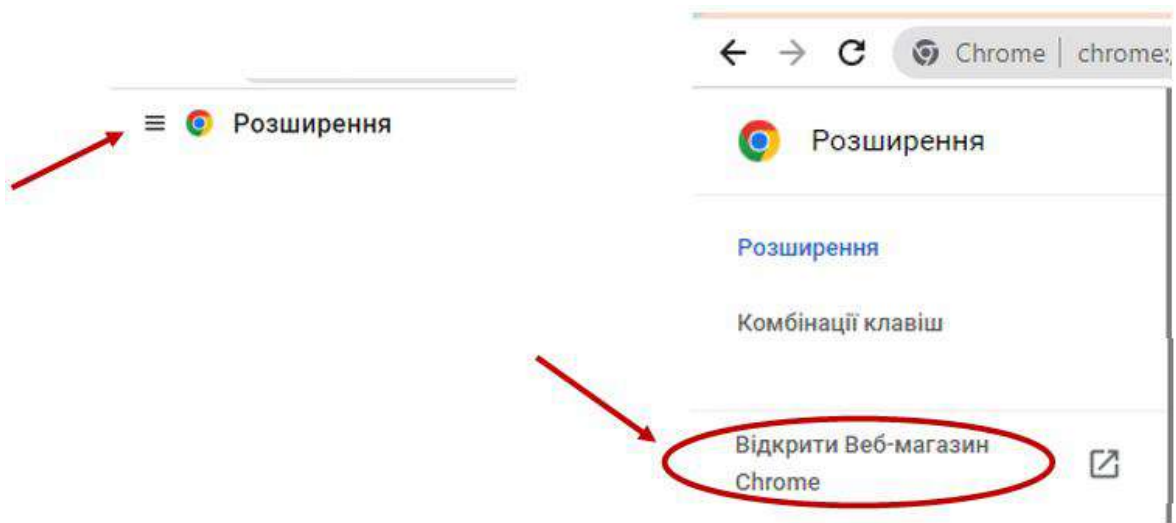 Розширення
Chrome | chrome:
Розширення
Розширення
Комбінації клавіш
Відкрити Веб-магазин
Chrome